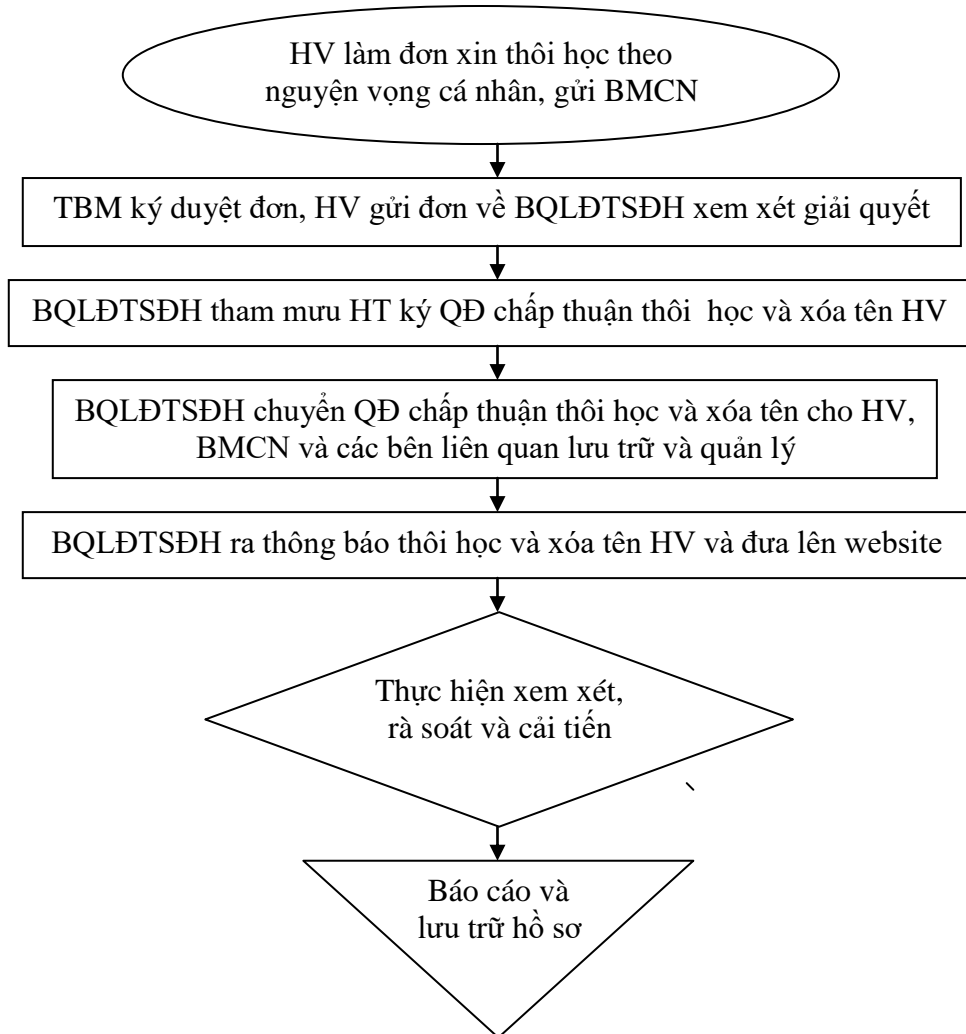 HV làm đơn xin thôi học theo
nguyện vọng cá nhân, gửi BMCN
TBM ký duyệt đơn, HV gửi đơn về BQLĐTSĐH xem xét giải quyết
BQLĐTSĐH tham mưu HT ký QĐ chấp thuận thôi học và xóa tên HV
BQLĐTSĐH chuyển QĐ chấp thuận thôi học và xóa tên cho HV,
BMCN và các bên liên quan lưu trữ và quản lý
BQLĐTSĐH ra thông báo thôi học và xóa tên HV và đưa lên website
Thực hiện xem xét,
rà soát và cải tiến
Báo cáo và
lưu trữ hồ sơ